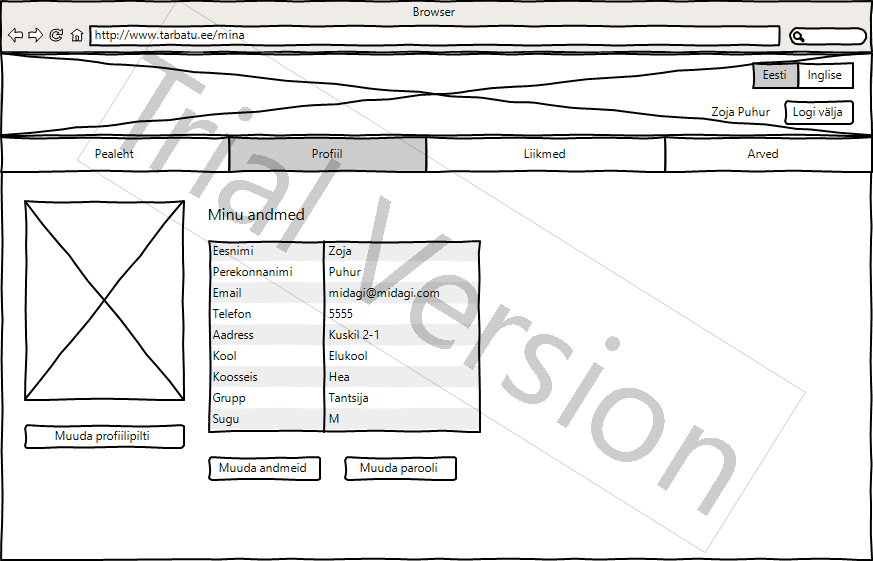 Browser
http://www.tarbatu.ee/mina
Eesti Inglise
Zoja Puhur Logi välja
Pealeht Profiil Liikmed Arved
Minu andmed
Eesnimi Zoja
Perekonnanimi Puhur
Email midagi@midagi.com
Telefon 5555
Aadress Kuskil 2-1
Kool Elukool
Koosseis Hea
Grupp Tantsija
Sugu M
Muuda profiilipilti
Muuda andmeid Muuda parooli
Trial Version